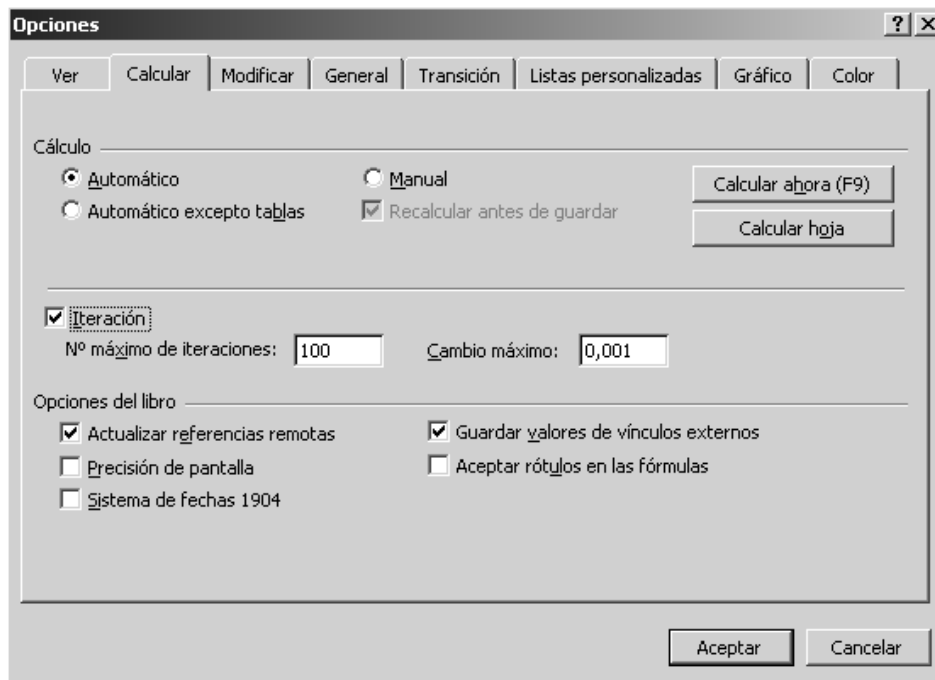 Opciones
Ver Calcular Modificar General Transición Listas personalizadas Gráfico Color
Cálculo
Automático Manual Calcular ahora (F9)
Automático excepto tablas Recalcular antes de guardar Calcular hoja
Iteración
Nº máximo de iteraciones: 100 Cambio máximo: 0,001
Opciones del libro
Actualizar referencias remotas Guardar valores de vínculos externos
Precisión de pantalla Aceptar rótulos en las fórmulas
Sistema de fechas 1904
Aceptar Cancelar